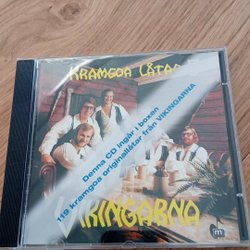 KRAMGOA LÅTAR
Denna CD ingår i boxen
119 kramgoa originallåtar från VIKINGARNA
VIKINGARNA
m